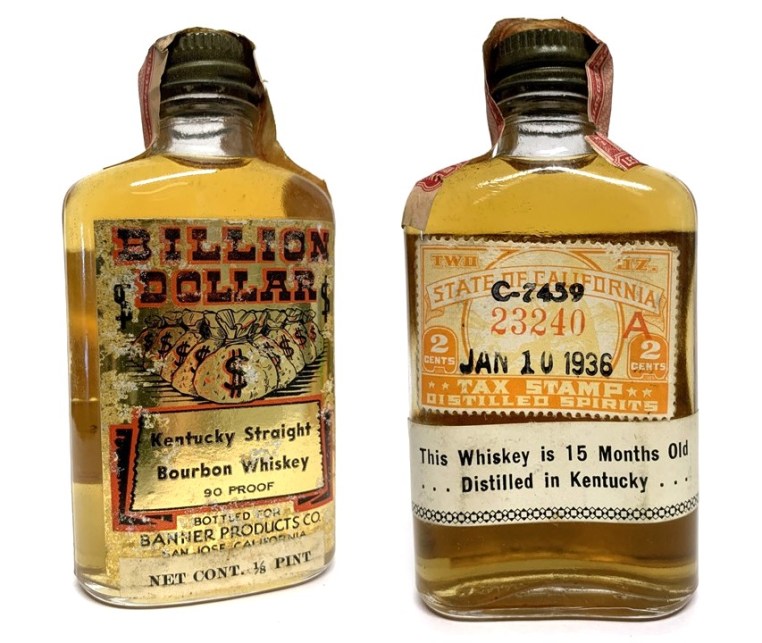 BILLION
DOLLAR
$ $
$ $ $ $ $ $ $
Kentucky Straight
Bourbon Whiskey
90 PROOF
BOTTLED FOR
BANNER PRODUCTS CO.
SAN JOSE, CALIFORNIA
NET CONT. ⅛ PINT
TWO OZ.
STATE OF CALIFORNIA
C-7459
23240 A
2 CENTS 2 CENTS
JAN 10 1936
TAX STAMP
DISTILLED SPIRITS
This Whiskey is 15 Months Old
. . . Distilled in Kentucky . . .